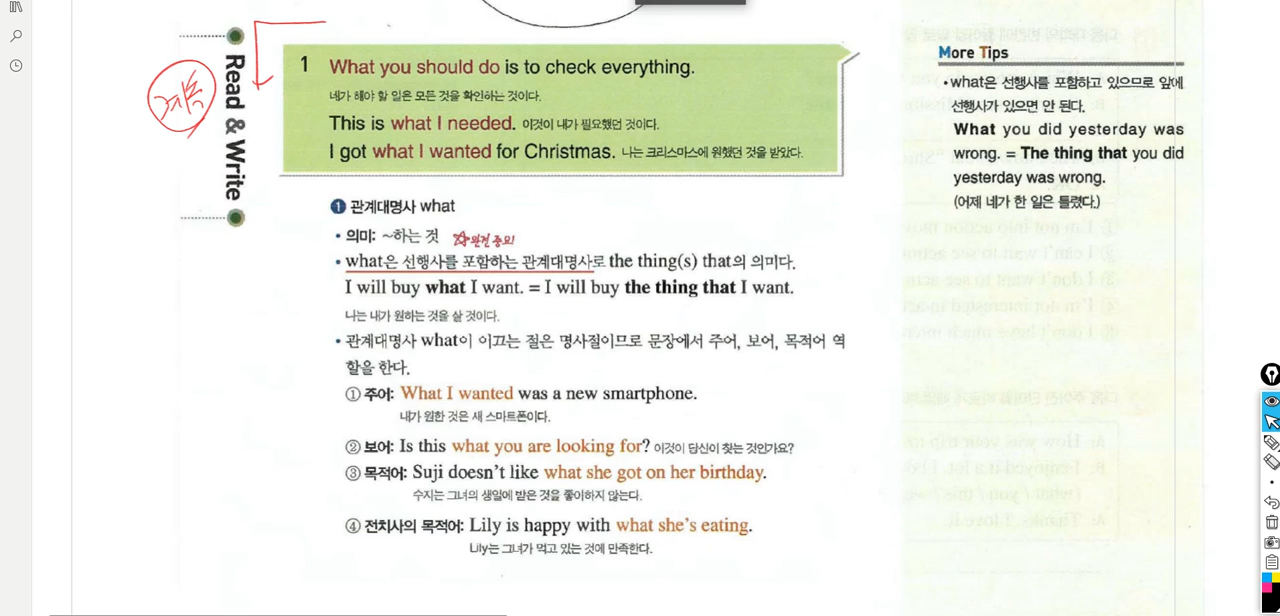 Read & Write
1 What you should do is to check everything.
네가 해야 할 일은 모든 것을 확인하는 것이다.
This is what I needed. 이것이 내가 필요했던 것이다.
I got what I wanted for Christmas. 나는 크리스마스에 원했던 것을 받았다.
❶ 관계대명사 what
• 의미: ~하는 것 ☆완전 중요!
• what은 선행사를 포함하는 관계대명사로 the thing(s) that의 의미다.
I will buy what I want. = I will buy the thing that I want.
나는 내가 원하는 것을 살 것이다.
• 관계대명사 what이 이끄는 절은 명사절이므로 문장에서 주어, 보어, 목적어 역
할을 한다.
① 주어: What I wanted was a new smartphone.
내가 원한 것은 새 스마트폰이다.
② 보어: Is this what you are looking for? 이것이 당신이 찾는 것인가요?
③ 목적어: Suji doesn't like what she got on her birthday.
수지는 그녀의 생일에 받은 것을 좋아하지 않는다.
④ 전치사의 목적어: Lily is happy with what she's eating.
Lily는 그녀가 먹고 있는 것에 만족한다.
More Tips
• what은 선행사를 포함하고 있으므로 앞에
선행사가 있으면 안 된다.
What you did yesterday was
wrong. = The thing that you did
yesterday was wrong.
(어제 네가 한 일은 틀렸다.)